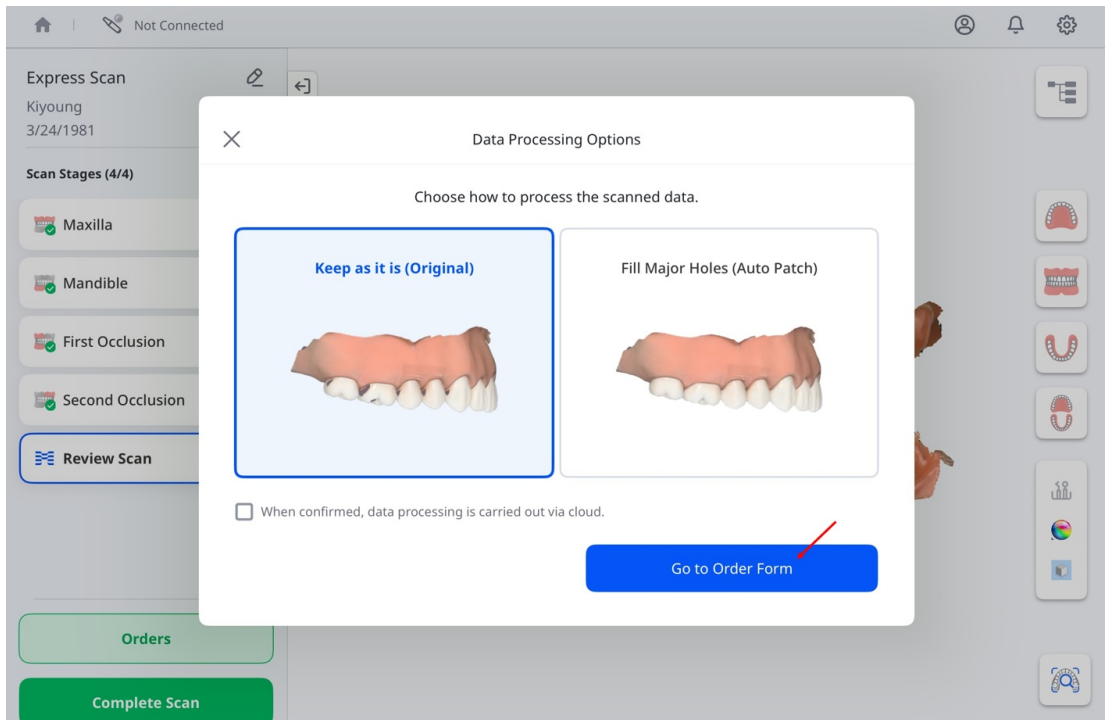 Not Connected
Express Scan
Kiyoung
3/24/1981
Scan Stages (4/4)
Maxilla
Mandible
First Occlusion
Second Occlusion
Review Scan
Orders
Complete Scan
Data Processing Options
Choose how to process the scanned data.
Keep as it is (Original)
Fill Major Holes (Auto Patch)
When confirmed, data processing is carried out via cloud.
Go to Order Form